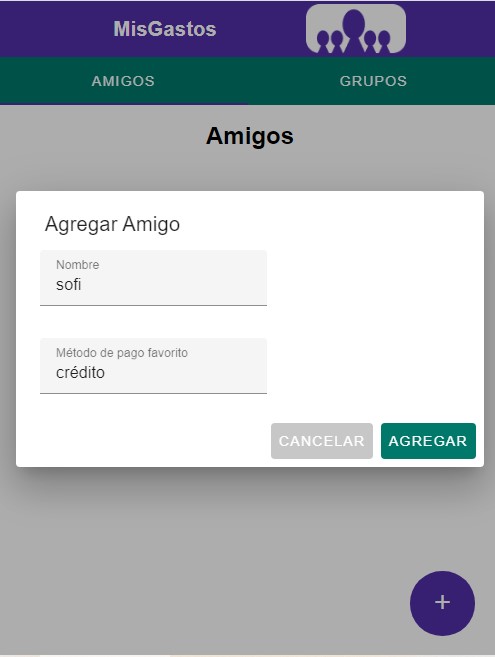 MisGastos
AMIGOS GRUPOS
Amigos
Agregar Amigo
Nombre
sofi
Método de pago favorito
crédito
CANCELAR AGREGAR
+